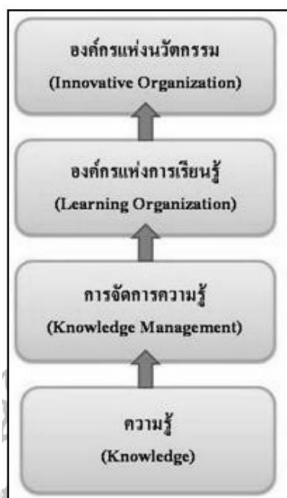 องค์กรแห่งนวัตกรรม
(Innovative Organization)
องค์กรแห่งการเรียนรู้
(Learning Organization)
การจัดการความรู้
(Knowledge Management)
ความรู้
(Knowledge)